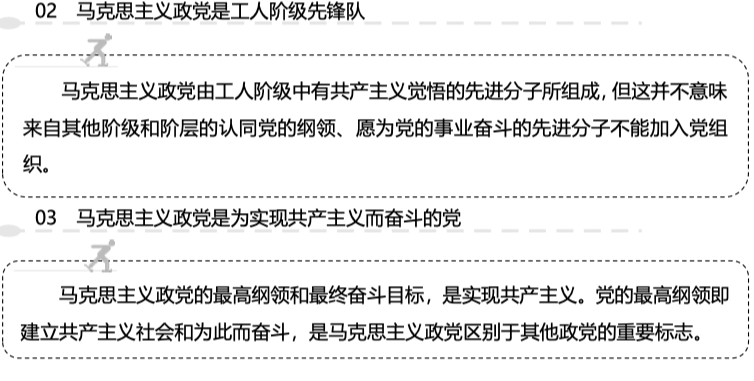 02 马克思主义政党是工人阶级先锋队
马克思主义政党由工人阶级中有共产主义觉悟的先进分子所组成，但这并不意味
来自其他阶级和阶层的认同党的纲领、愿为党的事业奋斗的先进分子不能加入党组
织。
03 马克思主义政党是为实现共产主义而奋斗的党
马克思主义政党的最高纲领和最终奋斗目标，是实现共产主义。党的最高纲领即
建立共产主义社会和为此而奋斗，是马克思主义政党区别于其他政党的重要标志。